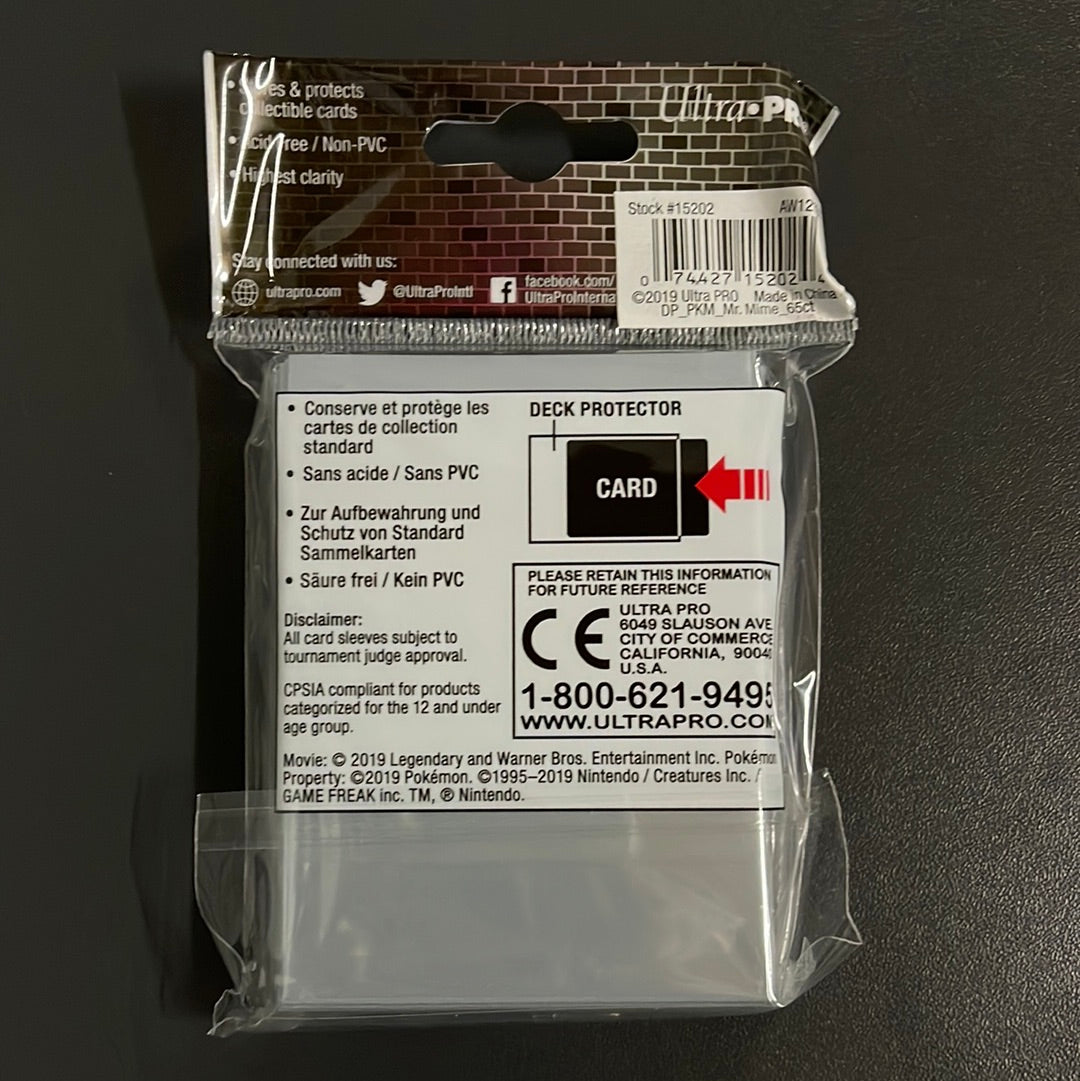 & protects
collectible cards
Acid Free / Non-PVC
Highest clarity
Ultra•PR
Stock #15202 AW12
0 74427 15202 4
©2019 Ultra PRO Made in China
DP_PKM_Mr. Mime_65ct
Stay connected with us:
ultrapro.com @UltraProIntl facebook.com/
UltraProInterna
• Conserve et protège les
cartes de collection
standard
• Sans acide / Sans PVC
• Zur Aufbewahrung und
Schutz von Standard
Sammelkarten
• Säure frei / Kein PVC
Disclaimer:
All card sleeves subject to
tournament judge approval.
CPSIA compliant for products
categorized for the 12 and under
age group.
DECK PROTECTOR
CARD
PLEASE RETAIN THIS INFORMATION
FOR FUTURE REFERENCE
CE
ULTRA PRO
6049 SLAUSON AVE
CITY OF COMMERCE
CALIFORNIA, 90040
U.S.A.
1-800-621-9495
WWW.ULTRAPRO.COM
Movie: © 2019 Legendary and Warner Bros. Entertainment Inc. Pokémon
Property: ©2019 Pokémon. ©1995–2019 Nintendo / Creatures Inc. /
GAME FREAK inc. TM, ® Nintendo.